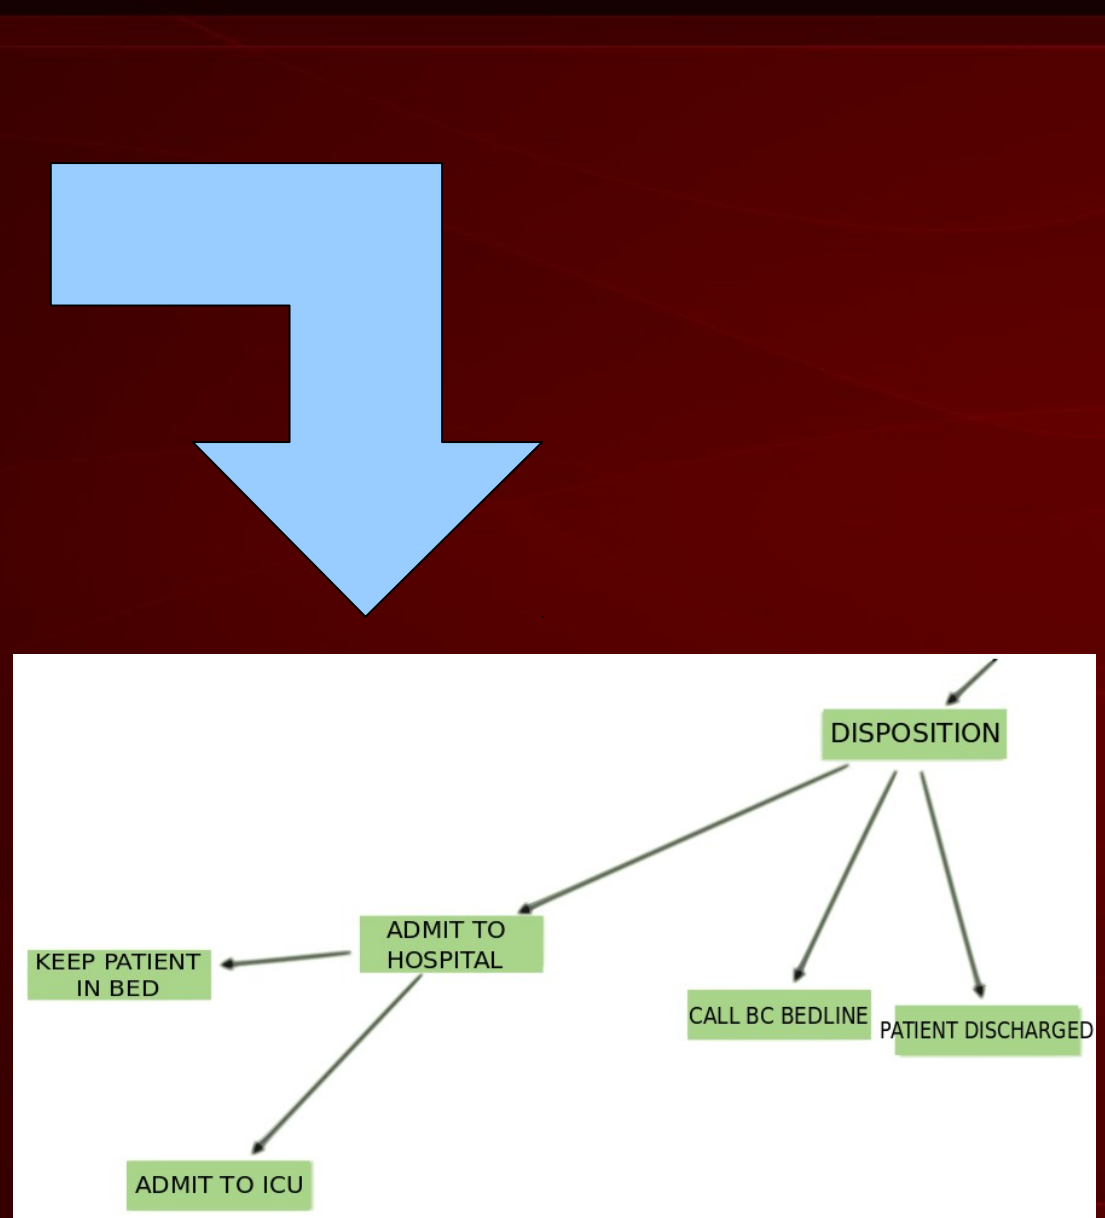 DISPOSITION
ADMIT TO
HOSPITAL
KEEP PATIENT
IN BED
CALL BC BEDLINE
PATIENT DISCHARGED
ADMIT TO ICU